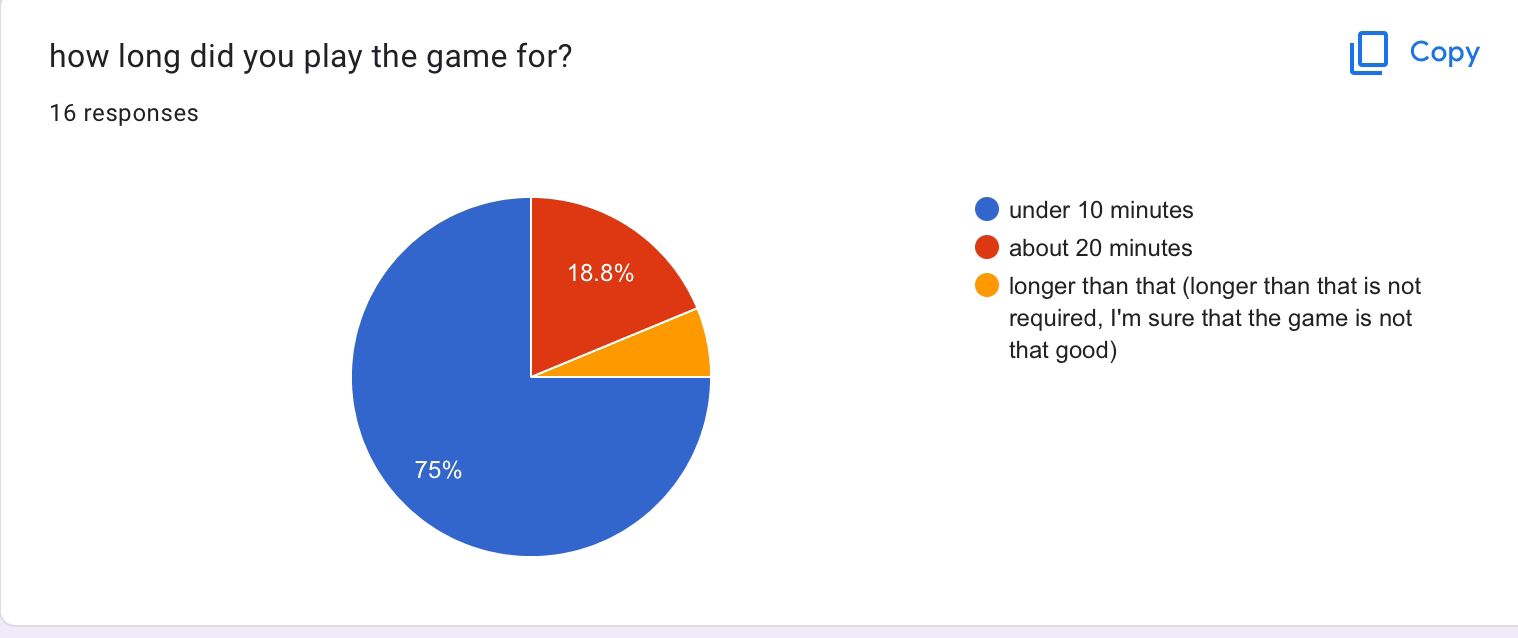 how long did you play the game for?
Copy
16 responses
18.8%
75%
under 10 minutes
about 20 minutes
longer than that (longer than that is not
required, I'm sure that the game is not
that good)